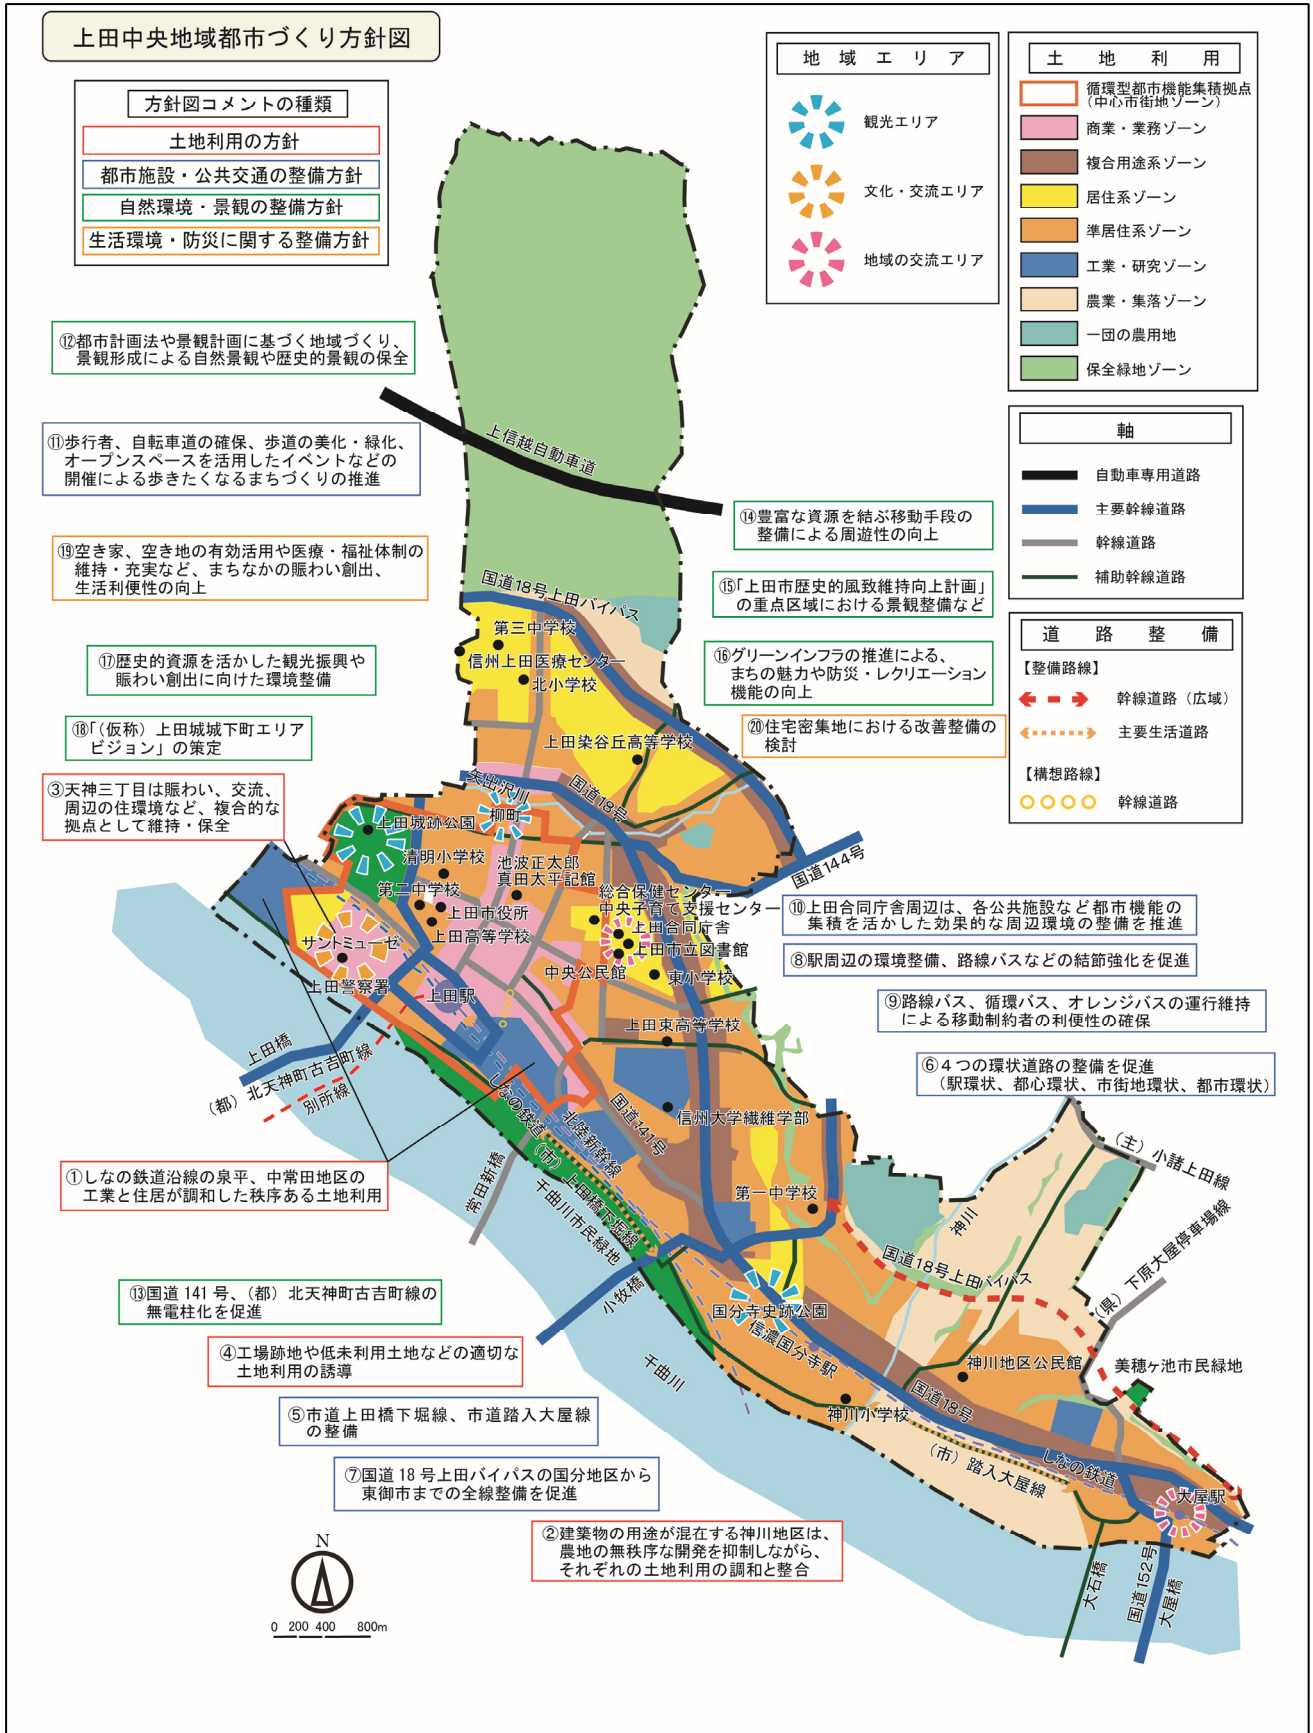 上田中央地域都市づくり方針図
方針図コメントの種類
土地利用の方針
都市施設・公共交通の整備方針
自然環境・景観の整備方針
生活環境・防災に関する整備方針
地域エリア
観光エリア
文化・交流エリア
地域の交流エリア
土地利用
循環型都市機能集積拠点
（中心市街地ゾーン）
商業・業務ゾーン
複合用途系ゾーン
居住系ゾーン
準居住系ゾーン
工業・研究ゾーン
農業・集落ゾーン
一団の農用地
保全緑地ゾーン
軸
自動車専用道路
主要幹線道路
幹線道路
補助幹線道路
道路整備
【整備路線】
幹線道路（広域）
主要生活道路
【構想路線】
幹線道路
⑫都市計画法や景観計画に基づく地域づくり、
景観形成による自然景観や歴史的景観の保全
⑪歩行者、自転車道の確保、歩道の美化・緑化、
オープンスペースを活用したイベントなどの
開催による歩きたくなるまちづくりの推進
⑲空き家、空き地の有効活用や医療・福祉体制の
維持・充実など、まちなかの賑わい創出、
生活利便性の向上
⑰歴史的資源を活かした観光振興や
賑わい創出に向けた環境整備
⑱「（仮称）上田城城下町エリア
ビジョン」の策定
③天神三丁目は賑わい、交流、
周辺の住環境など、複合的な
拠点として維持・保全
⑭豊富な資源を結ぶ移動手段の
整備による周遊性の向上
⑮「上田市歴史的風致維持向上計画」
の重点区域における景観整備など
⑯グリーンインフラの推進による、
まちの魅力や防災・レクリエーション
機能の向上
⑳住宅密集地における改善整備の
検討
⑩上田合同庁舎周辺は、各公共施設など都市機能の
集積を活かした効果的な周辺環境の整備を推進
⑧駅周辺の環境整備、路線バスなどの結節強化を促進
⑨路線バス、循環バス、オレンジバスの運行維持
による移動制約者の利便性の確保
⑥４つの環状道路の整備を促進
（駅環状、都心環状、市街地環状、都市環状）
①しなの鉄道沿線の泉平、中常田地区の
工業と住居が調和した秩序ある土地利用
⑬国道 141 号、（都）北天神町古吉町線の
無電柱化を促進
④工場跡地や低未利用土地などの適切な
土地利用の誘導
⑤市道上田橋下堀線、市道踏入大屋線
の整備
⑦国道 18 号上田バイパスの国分地区から
東御市までの全線整備を促進
②建築物の用途が混在する神川地区は、
農地の無秩序な開発を抑制しながら、
それぞれの土地利用の調和と整合
上信越自動車道
国道18号上田バイパス
第三中学校
信州上田医療センター
北小学校
上田染谷丘高等学校
矢出沢川
国道18号
柳町
上田城跡公園
清明小学校
池波正太郎
真田太平記館
第二中学校
上田市役所
上田高等学校
総合保健センター
中央子育て支援センター
上田合同庁舎
上田市立図書館
中央公民館
東小学校
国道144号
サントミューゼ
上田警察署
上田駅
上田東高等学校
上田橋
（都）北天神町古吉町線
別所線
しなの鉄道
北陸新幹線
国道141号
信州大学繊維学部
常田新橋
（市）上田橋下堀線
千曲川市民緑地
第一中学校
小牧橋
神川
（主）小諸上田線
国道18号上田バイパス
（県）下原大屋停車場線
国分寺史跡公園
信濃国分寺駅
千曲川
神川地区公民館
美穂ヶ池市民緑地
神川小学校
国道18号
（市）踏入大屋線
しなの鉄道
大屋駅
大石橋
国道152号
大屋橋
N
0 200 400 800m